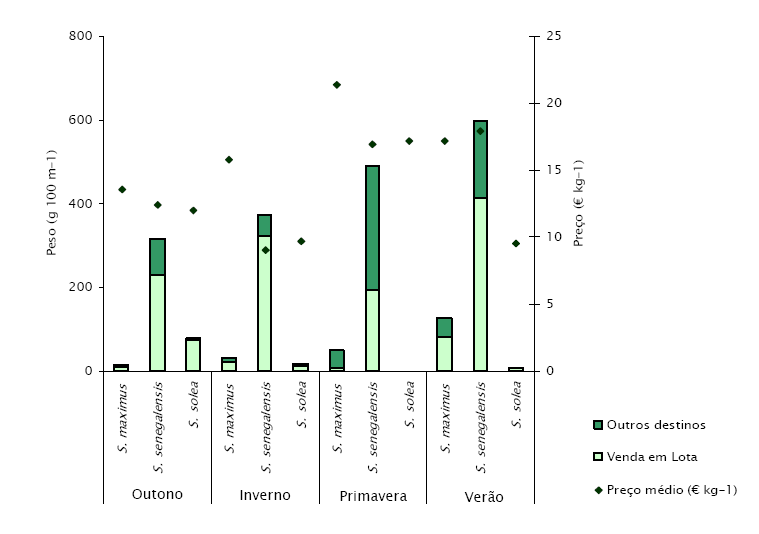 800
600
400
200
0
Peso (g 100 m-1)
25
20
15
10
5
0
Preço (€ kg-1)
S. maximus
S. senegalensis
S. solea
S. maximus
S. senegalensis
S. solea
S. maximus
S. senegalensis
S. solea
S. maximus
S. senegalensis
S. solea
Outono
Inverno
Primavera
Verão
Outros destinos
Venda em Lota
Preço médio (€ kg-1)